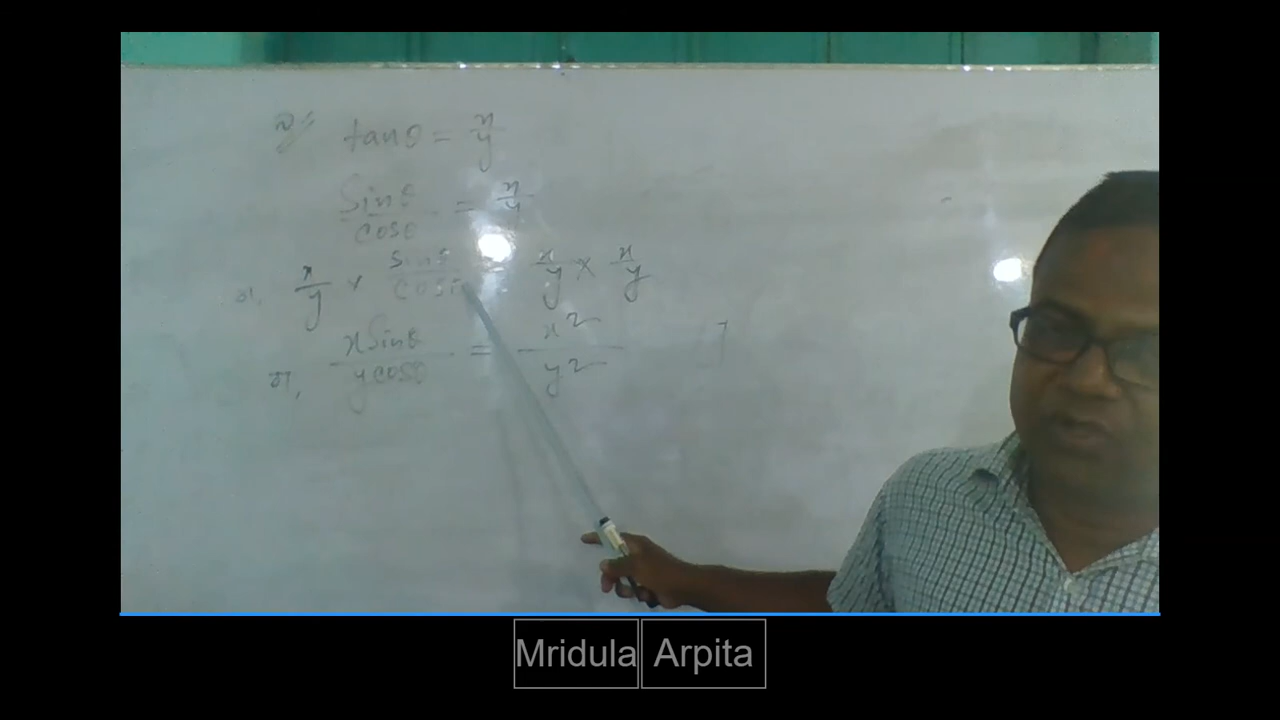 tanθ = x/y
Sinθ/cosθ = x/y
বা, x/y × sinθ/cosθ = x/y × x/y
বা, xSinθ/ycosθ = x²/y²
Mridula Arpita